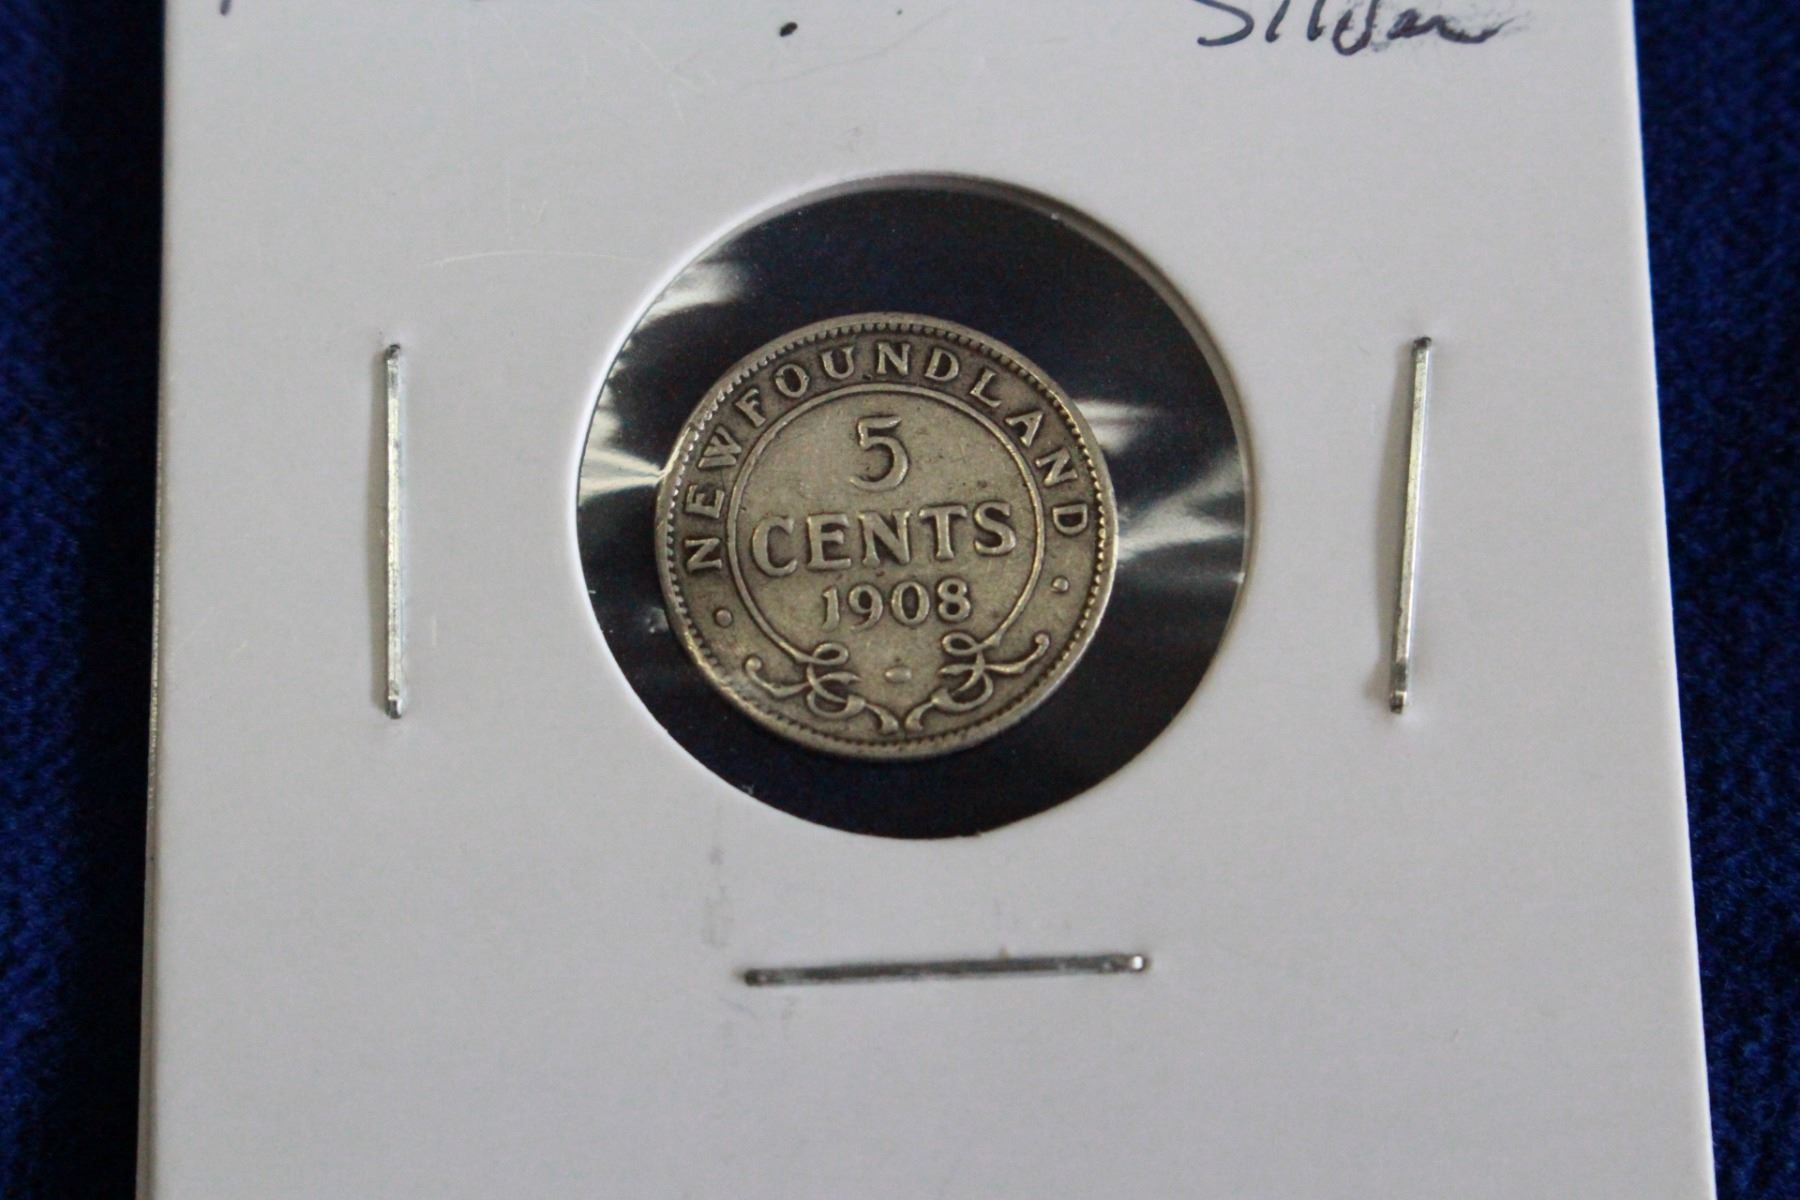 Silver
NEWFOUNDLAND
5
CENTS
1908